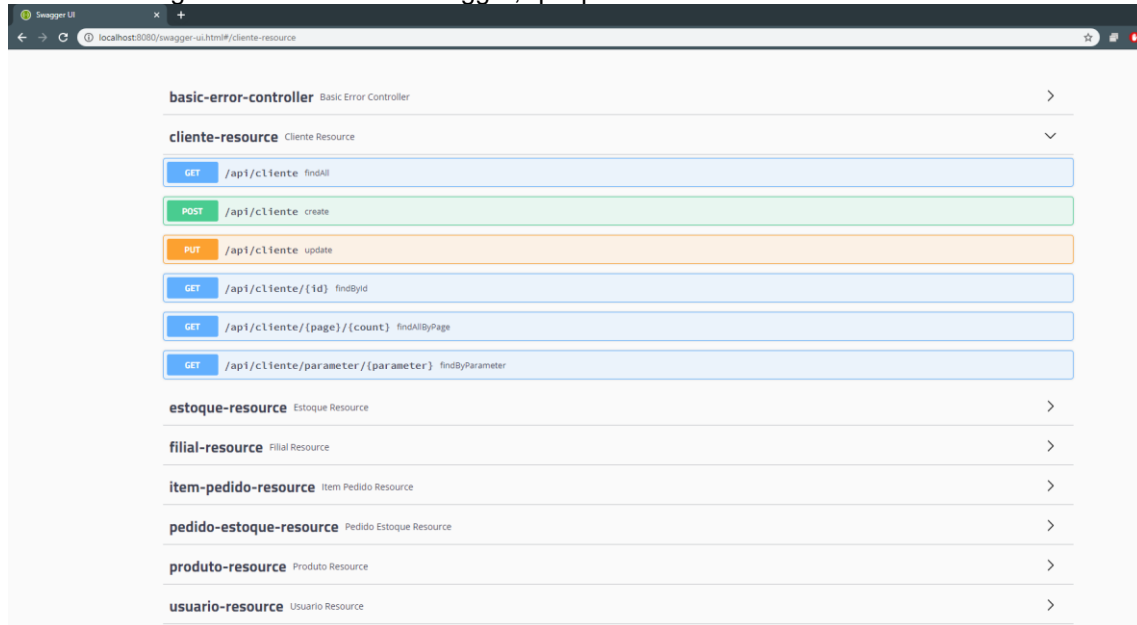 Swagger UI
localhost:8080/swagger-ui.html#/cliente-resource
basic-error-controller Basic Error Controller
cliente-resource Cliente Resource
GET /api/cliente findAll
POST /api/cliente create
PUT /api/cliente update
GET /api/cliente/{id} findById
GET /api/cliente/{page}/{count} findAllByPage
GET /api/cliente/parameter/{parameter} findByParameter
estoque-resource Estoque Resource
filial-resource Filial Resource
item-pedido-resource Item Pedido Resource
pedido-estoque-resource Pedido Estoque Resource
produto-resource Produto Resource
usuario-resource Usuario Resource